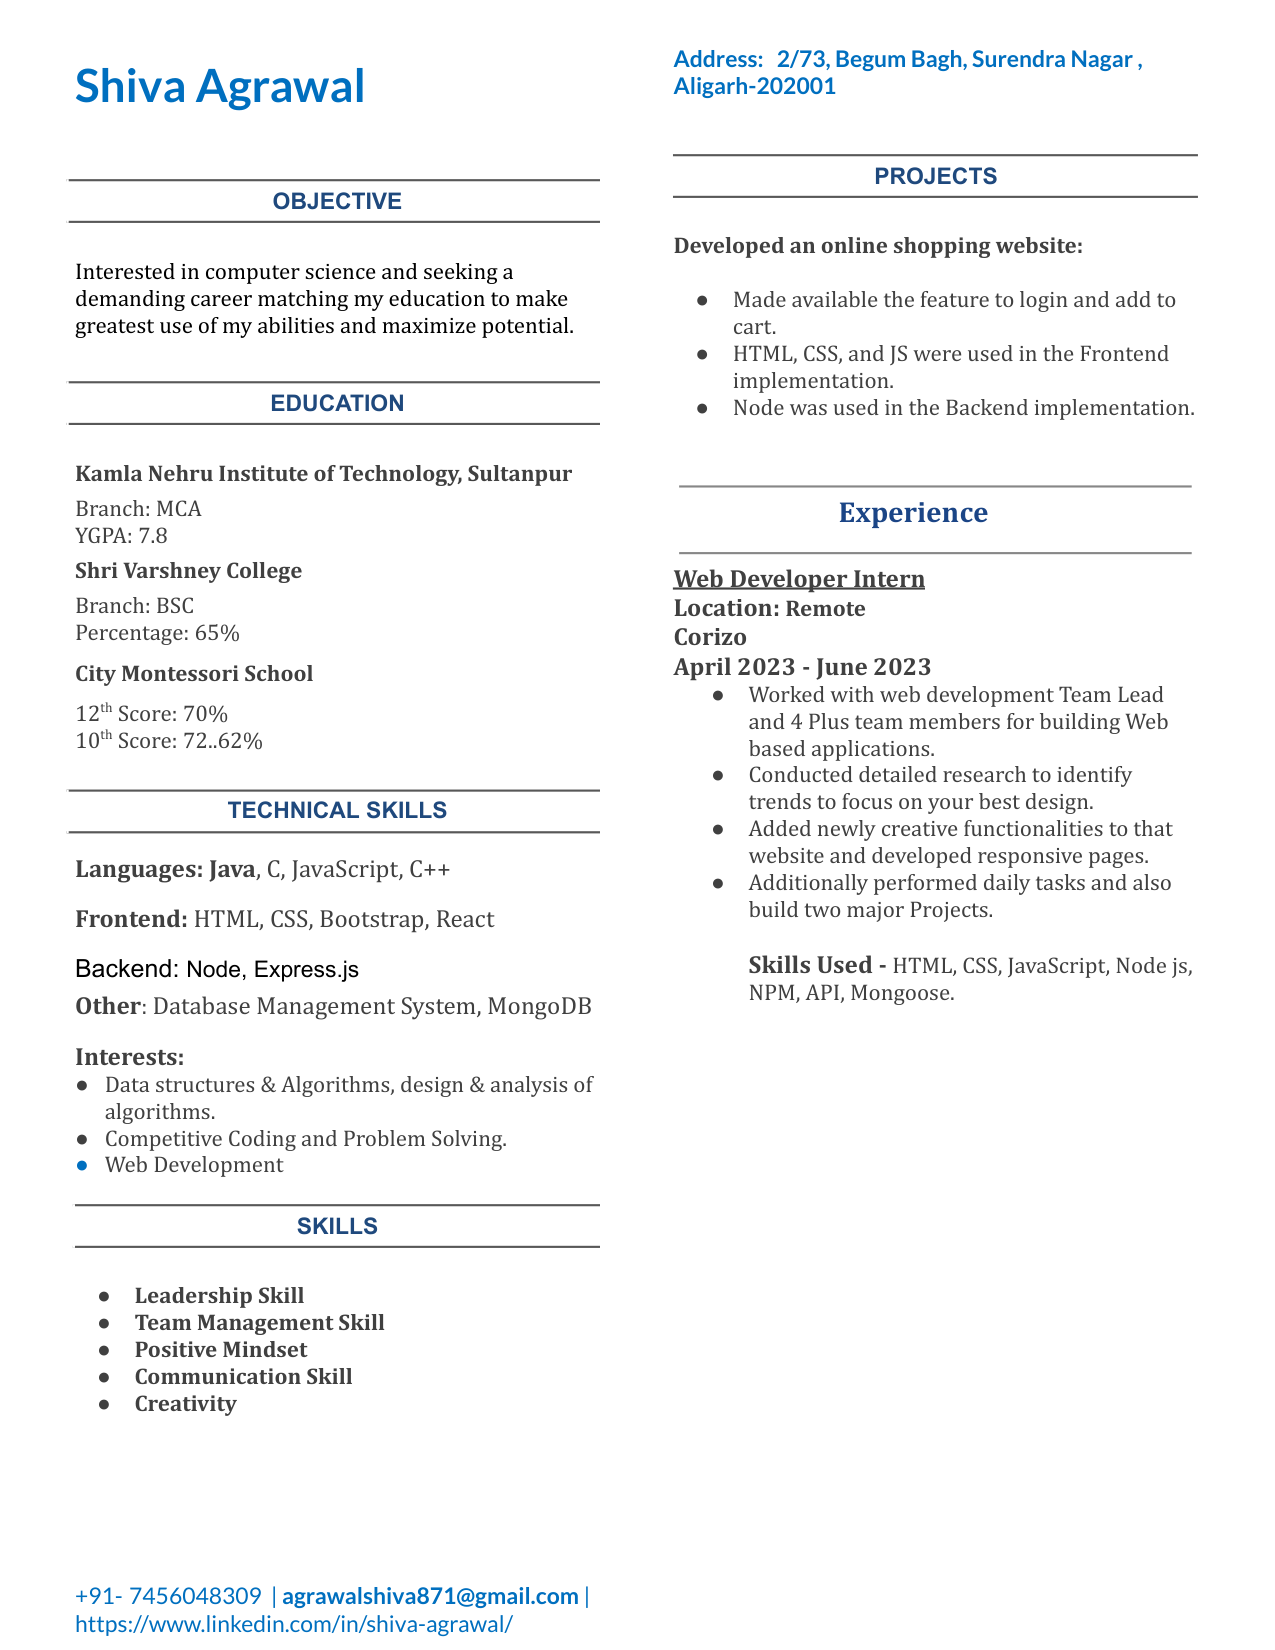 Shiva Agrawal
OBJECTIVE
Interested in computer science and seeking a
demanding career matching my education to make
greatest use of my abilities and maximize potential.
EDUCATION
Kamla Nehru Institute of Technology, Sultanpur
Branch: MCA
YGPA: 7.8
Shri Varshney College
Branch: BSC
Percentage: 65%
City Montessori School
12th Score: 70%
10th Score: 72..62%
TECHNICAL SKILLS
Languages: Java, C, JavaScript, C++
Frontend: HTML, CSS, Bootstrap, React
Backend: Node, Express.js
Other: Database Management System, MongoDB
Interests:
● Data structures & Algorithms, design & analysis of
algorithms.
● Competitive Coding and Problem Solving.
● Web Development
SKILLS
● Leadership Skill
● Team Management Skill
● Positive Mindset
● Communication Skill
● Creativity
Address: 2/73, Begum Bagh, Surendra Nagar ,
Aligarh-202001
PROJECTS
Developed an online shopping website:
● Made available the feature to login and add to
cart.
● HTML, CSS, and JS were used in the Frontend
implementation.
● Node was used in the Backend implementation.
Experience
Web Developer Intern
Location: Remote
Corizo
April 2023 - June 2023
● Worked with web development Team Lead
and 4 Plus team members for building Web
based applications.
● Conducted detailed research to identify
trends to focus on your best design.
● Added newly creative functionalities to that
website and developed responsive pages.
● Additionally performed daily tasks and also
build two major Projects.
Skills Used - HTML, CSS, JavaScript, Node js,
NPM, API, Mongoose.
+91- 7456048309 | agrawalshiva871@gmail.com |
https://www.linkedin.com/in/shiva-agrawal/